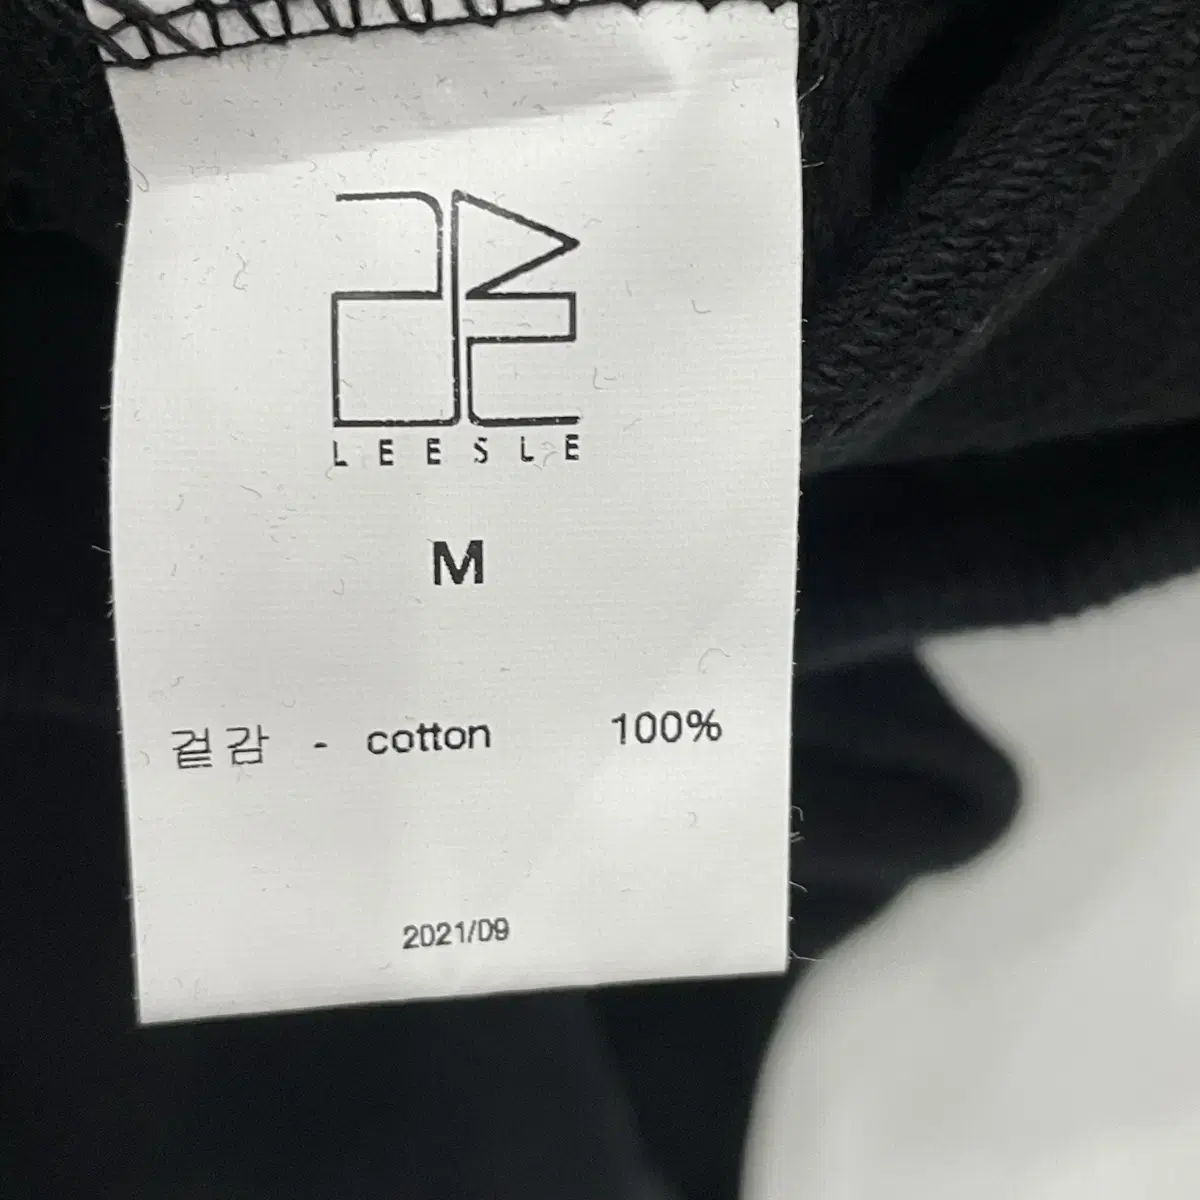 LEESLE
M
겉감 - cotton 100%
2021/09